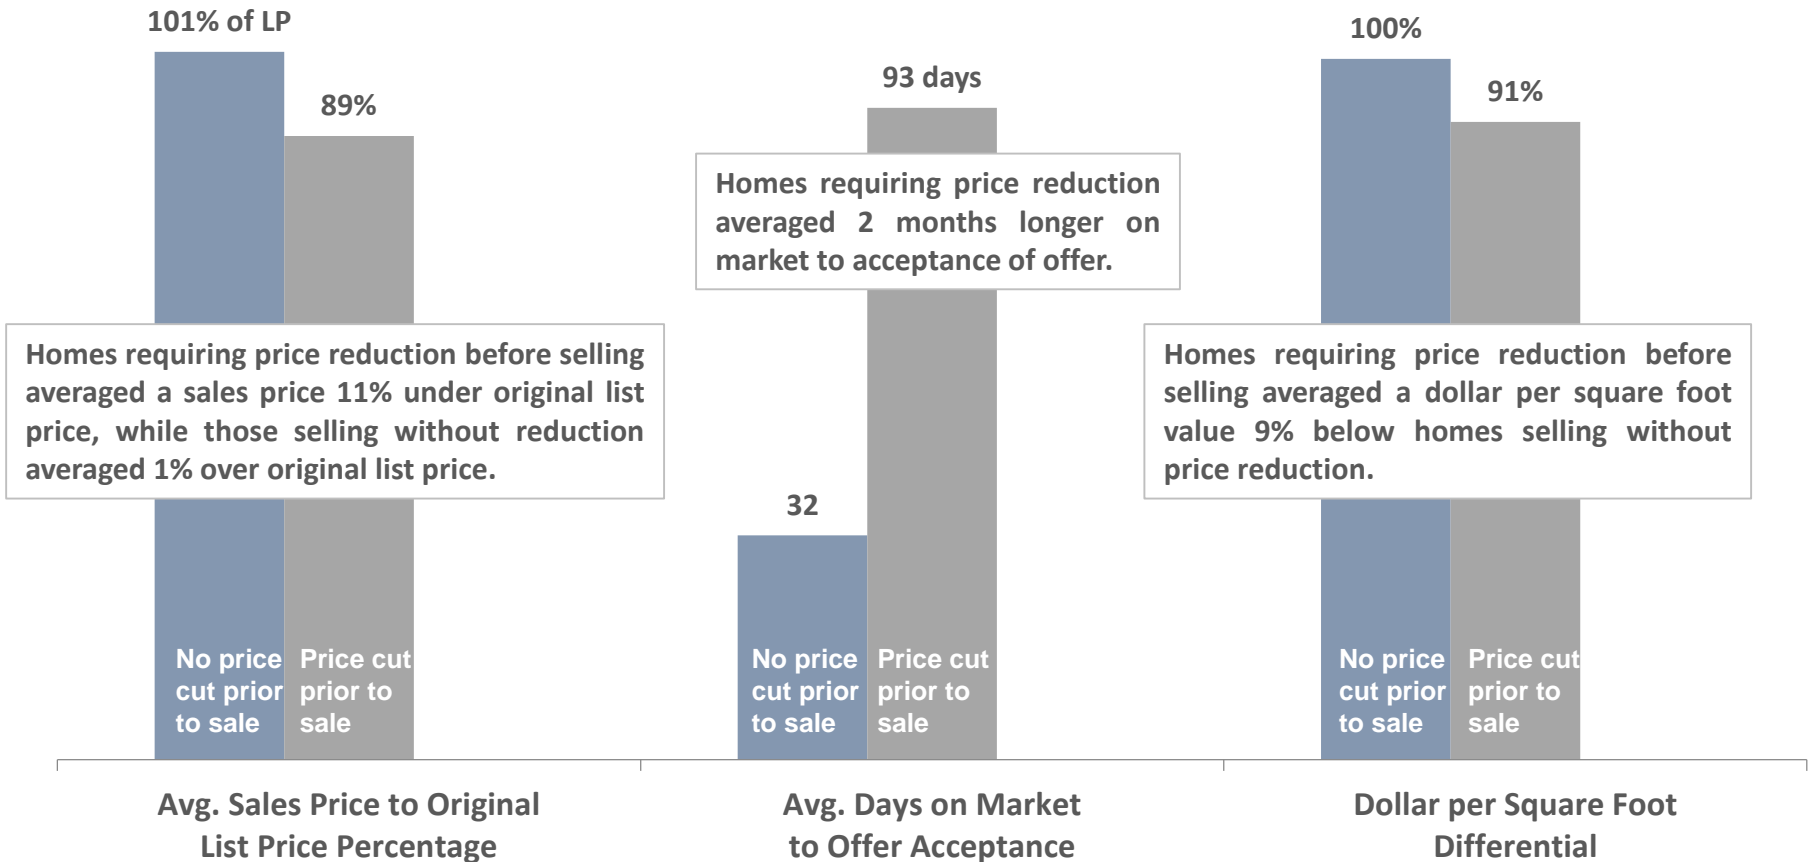 101% of LP
89%
Homes requiring price reduction before selling
averaged a sales price 11% under original list
price, while those selling without reduction
averaged 1% over original list price.
No price
cut prior
to sale
Price cut
prior to
sale
Avg. Sales Price to Original
List Price Percentage
93 days
Homes requiring price reduction
averaged 2 months longer on
market to acceptance of offer.
32
No price
cut prior
to sale
Price cut
prior to
sale
Avg. Days on Market
to Offer Acceptance
100%
91%
Homes requiring price reduction before
selling averaged a dollar per square foot
value 9% below homes selling without
price reduction.
No price
cut prior
to sale
Price cut
prior to
sale
Dollar per Square Foot
Differential